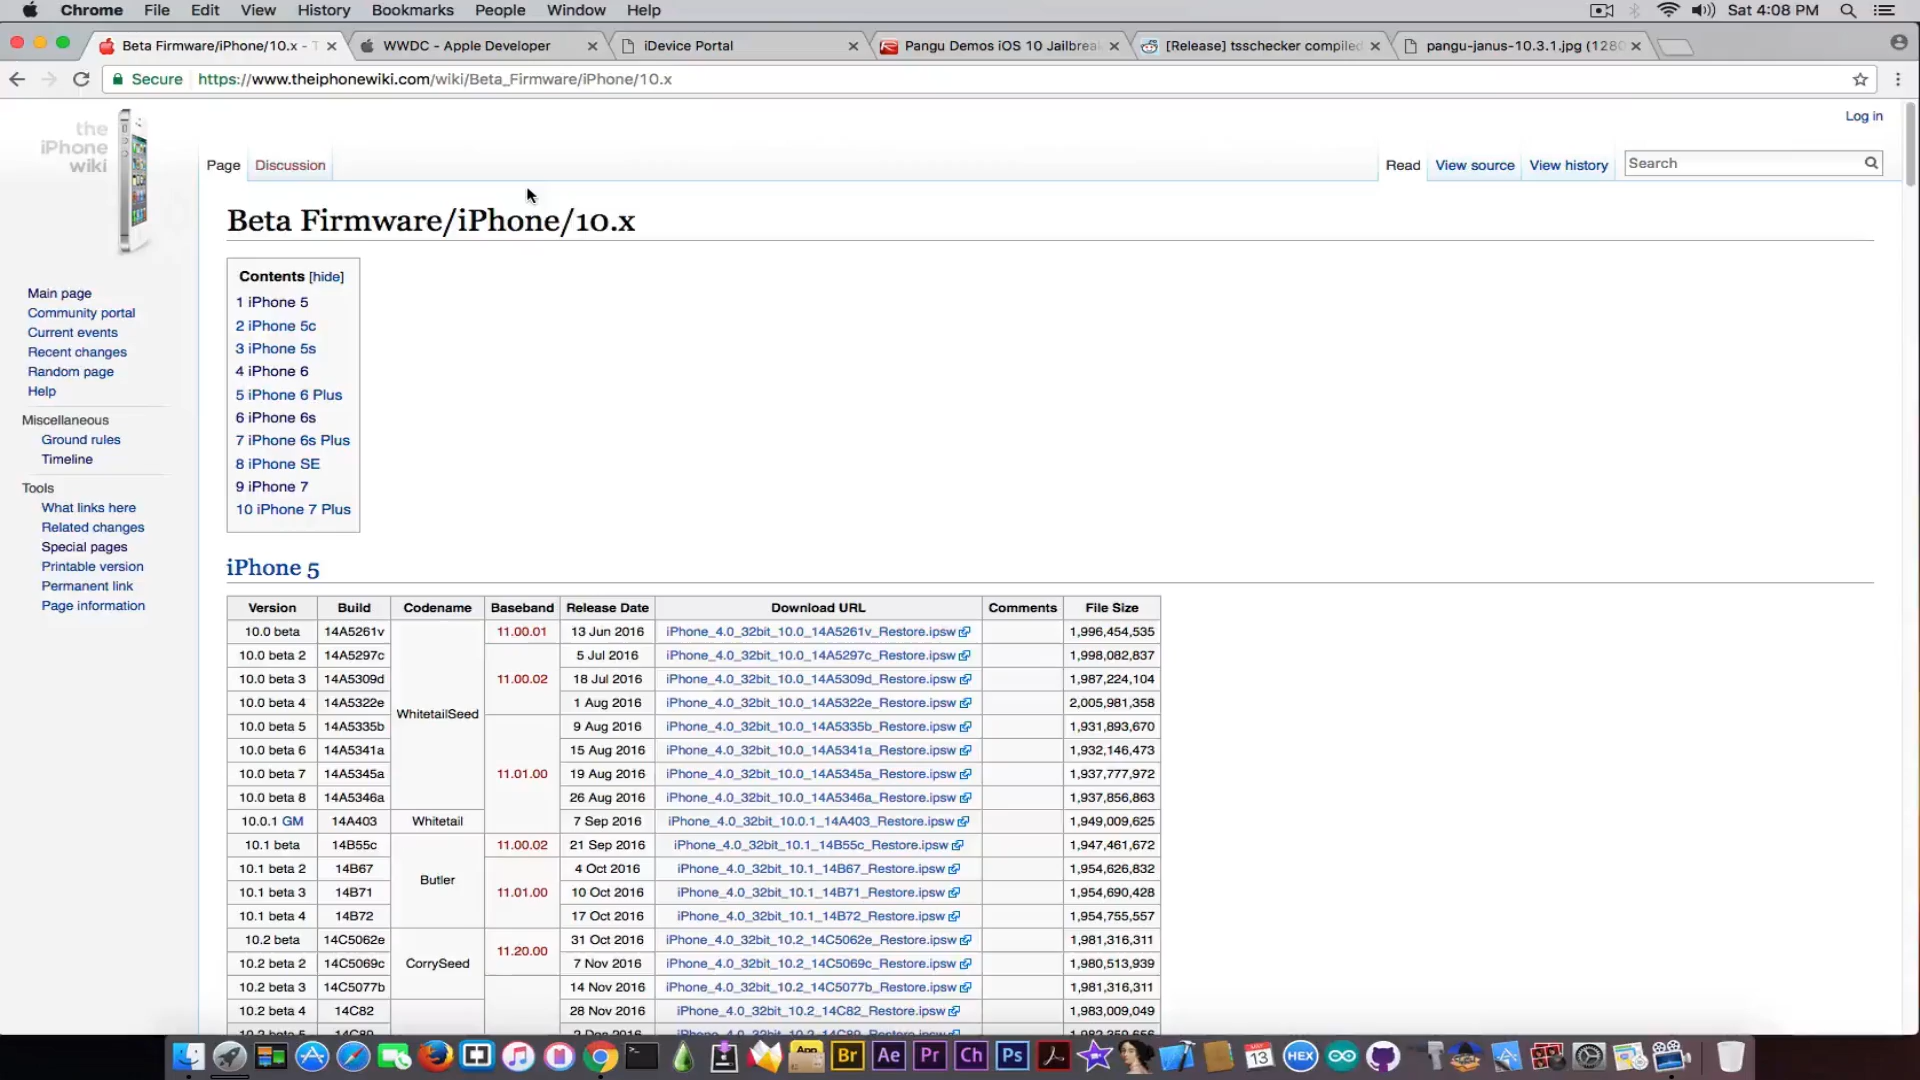 Chrome File Edit View History Bookmarks People Window Help Sat 4:08 PM
Beta Firmware/iPhone/10.x - T WWDC - Apple Developer iDevice Portal Pangu Demos iOS 10 Jailbreak [Release] tsschecker compiled pangu-janus-10.3.1.jpg (1280
Secure https://www.theiphonewiki.com/wiki/Beta_Firmware/iPhone/10.x
Log in
the
iPhone
wiki
Page Discussion Read View source View history Search
Beta Firmware/iPhone/10.x
Main page
Community portal
Current events
Recent changes
Random page
Help
Miscellaneous
Ground rules
Timeline
Tools
What links here
Related changes
Special pages
Printable version
Permanent link
Page information
Contents [hide]
1 iPhone 5
2 iPhone 5c
3 iPhone 5s
4 iPhone 6
5 iPhone 6 Plus
6 iPhone 6s
7 iPhone 6s Plus
8 iPhone SE
9 iPhone 7
10 iPhone 7 Plus
iPhone 5
Version Build Codename Baseband Release Date Download URL Comments File Size
10.0 beta 14A5261v 11.00.01 13 Jun 2016 iPhone_4.0_32bit_10.0_14A5261v_Restore.ipsw 1,996,454,535
10.0 beta 2 14A5297c 5 Jul 2016 iPhone_4.0_32bit_10.0_14A5297c_Restore.ipsw 1,998,082,837
10.0 beta 3 14A5309d 11.00.02 18 Jul 2016 iPhone_4.0_32bit_10.0_14A5309d_Restore.ipsw 1,987,224,104
10.0 beta 4 14A5322e 1 Aug 2016 iPhone_4.0_32bit_10.0_14A5322e_Restore.ipsw 2,005,981,358
WhitetailSeed
10.0 beta 5 14A5335b 9 Aug 2016 iPhone_4.0_32bit_10.0_14A5335b_Restore.ipsw 1,931,893,670
10.0 beta 6 14A5341a 15 Aug 2016 iPhone_4.0_32bit_10.0_14A5341a_Restore.ipsw 1,932,146,473
10.0 beta 7 14A5345a 11.01.00 19 Aug 2016 iPhone_4.0_32bit_10.0_14A5345a_Restore.ipsw 1,937,777,972
10.0 beta 8 14A5346a 26 Aug 2016 iPhone_4.0_32bit_10.0_14A5346a_Restore.ipsw 1,937,856,863
10.0.1 GM 14A403 Whitetail 7 Sep 2016 iPhone_4.0_32bit_10.0.1_14A403_Restore.ipsw 1,949,009,625
10.1 beta 14B55c 11.00.02 21 Sep 2016 iPhone_4.0_32bit_10.1_14B55c_Restore.ipsw 1,947,461,672
10.1 beta 2 14B67 4 Oct 2016 iPhone_4.0_32bit_10.1_14B67_Restore.ipsw 1,954,626,832
Butler
10.1 beta 3 14B71 11.01.00 10 Oct 2016 iPhone_4.0_32bit_10.1_14B71_Restore.ipsw 1,954,690,428
10.1 beta 4 14B72 17 Oct 2016 iPhone_4.0_32bit_10.1_14B72_Restore.ipsw 1,954,755,557
10.2 beta 14C5062e 31 Oct 2016 iPhone_4.0_32bit_10.2_14C5062e_Restore.ipsw 1,981,316,311
11.20.00
10.2 beta 2 14C5069c CorrySeed 7 Nov 2016 iPhone_4.0_32bit_10.2_14C5069c_Restore.ipsw 1,980,513,939
10.2 beta 3 14C5077b 14 Nov 2016 iPhone_4.0_32bit_10.2_14C5077b_Restore.ipsw 1,981,316,311
10.2 beta 4 14C82 28 Nov 2016 iPhone_4.0_32bit_10.2_14C82_Restore.ipsw 1,983,009,049
App Br Ae Pr Ch Ps 13 HEX